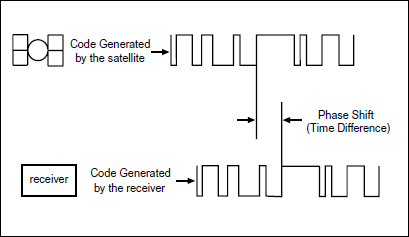 Code Generated
by the satellite
Phase Shift
(Time Difference)
receiver
Code Generated
by the receiver